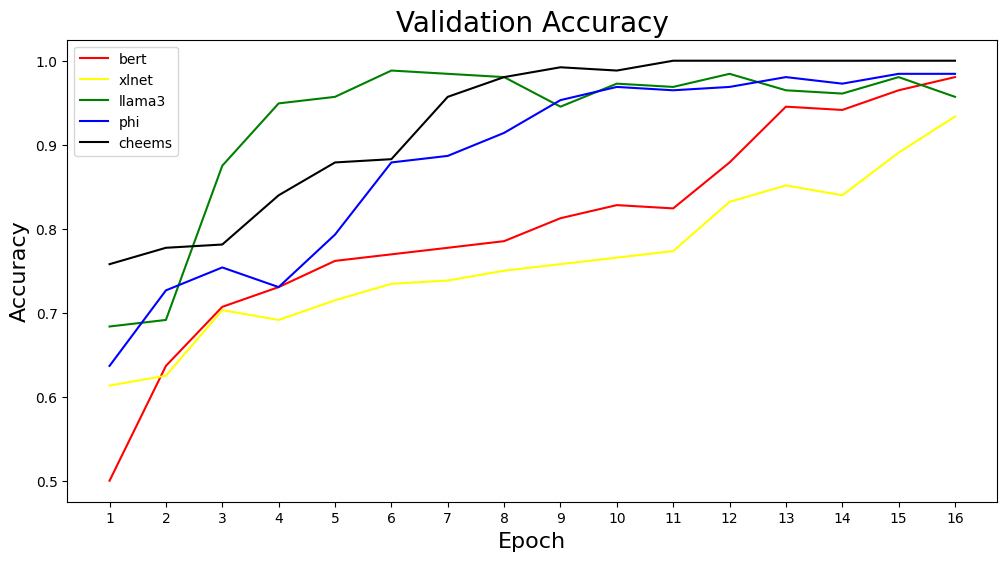 Validation Accuracy
bert
xlnet
llama3
phi
cheems
1.0
0.9
0.8
0.7
0.6
0.5
Accuracy
1 2 3 4 5 6 7 8 9 10 11 12 13 14 15 16
Epoch